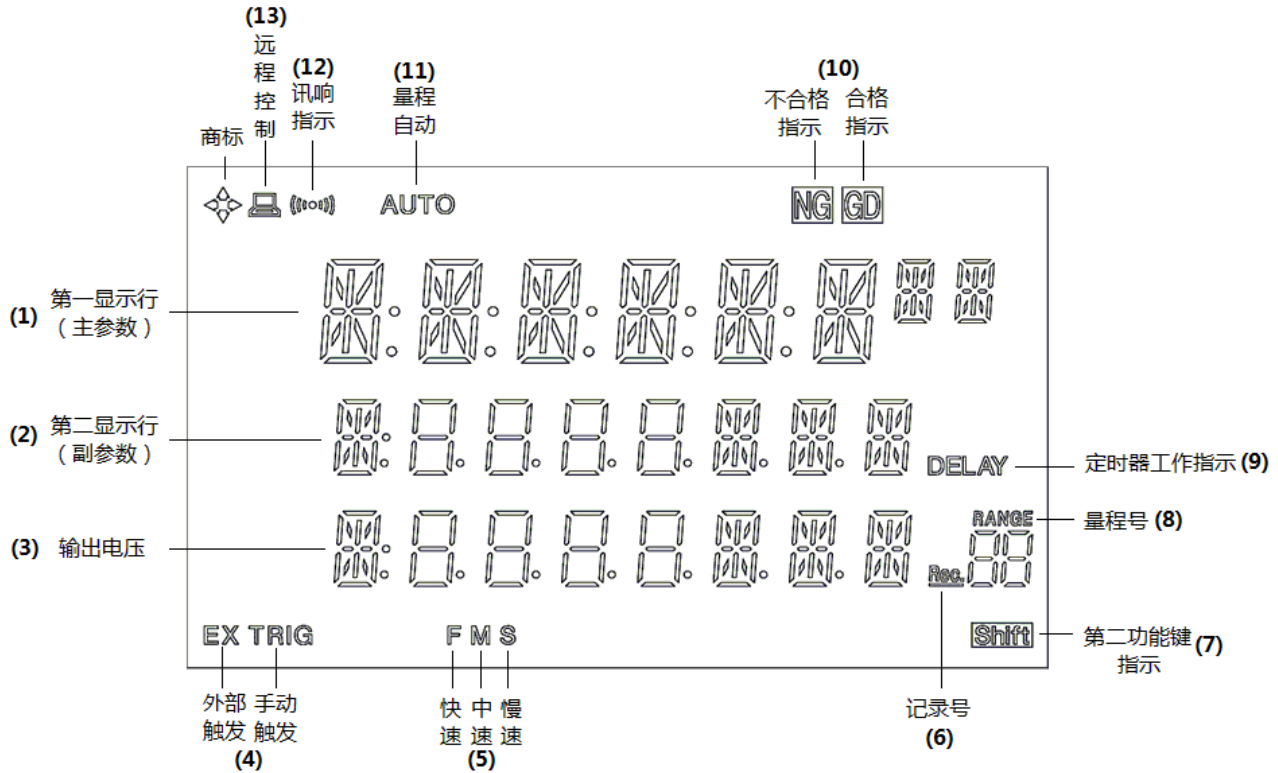 (13)
远程控制
(12)
讯响
指示
(11)
量程
自动
(10)
不合格
指示
合格
指示
商标
AUTO
NG GD
(1) 第一显示行
（主参数）
(2) 第二显示行
（副参数）
DELAY
定时器工作指示 (9)
RANGE
量程号 (8)
(3) 输出电压
Rec.
EX TRIG
F M S
Shift
第二功能键
指示
(7)
外部
触发
手动
触发
(4)
快速
中速
慢速
(5)
记录号
(6)